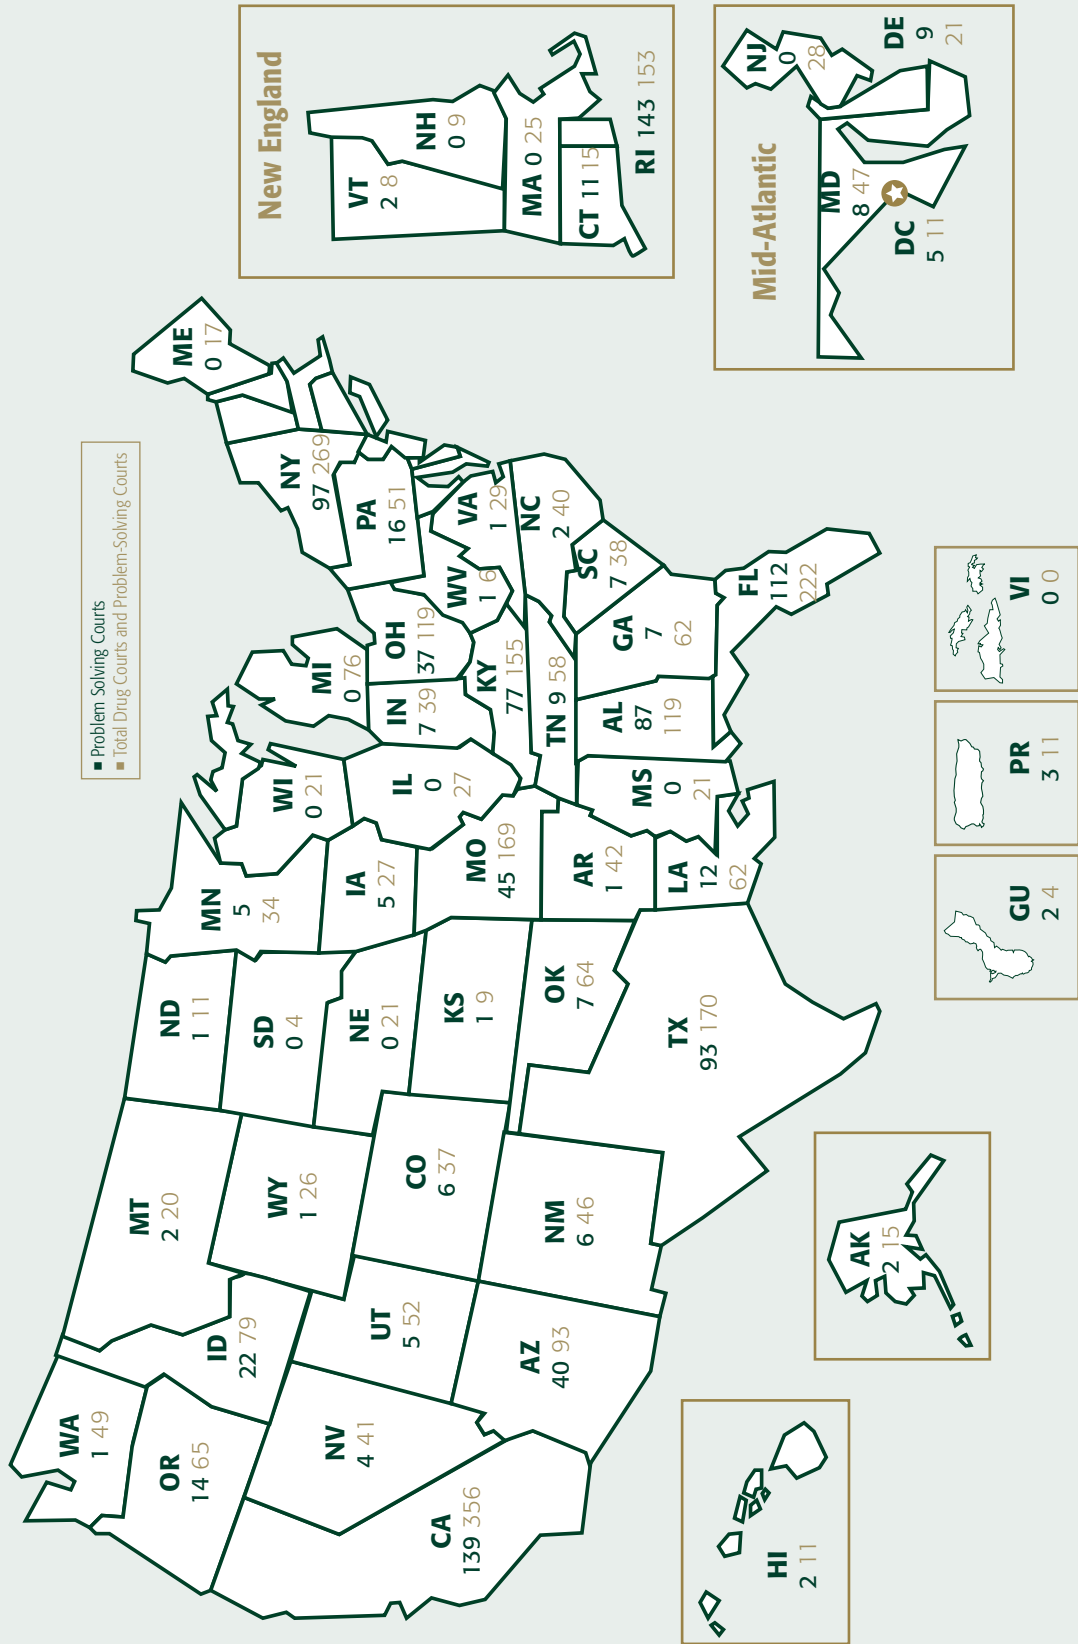 ■ Problem Solving Courts
■ Total Drug Courts and Problem-Solving Courts
WA
1 49
OR
14 65
CA
139 356
NV
4 41
ID
22 79
MT
2 20
WY
1 26
UT
5 52
AZ
40 93
CO
6 37
NM
6 46
ND
1 11
SD
0 4
NE
0 21
KS
1 9
OK
7 64
TX
93 170
MN
5
34
IA
5 27
MO
45 169
AR
1 42
LA
12
62
WI
0 21
IL
0
27
MS
0
21
MI
0 76
IN
7 39
OH
37 119
KY
77 155
TN 9 58
AL
87
119
GA
7
62
FL
112
222
SC
7 38
NC
2 40
VA
1 29
WV
1 6
PA
16 51
NY
97 269
ME
0 17
New England
VT
2 8
NH
0 9
MA 0 25
CT 11 15
RI 143 153
Mid-Atlantic
NJ
0
28
DE
9
21
MD
8 47
DC
5 11
HI
2 11
AK
2 15
GU
2 4
PR
3 11
VI
0 0